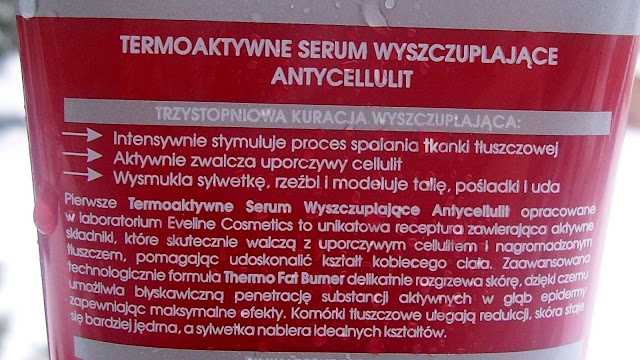 TERMOAKTYWNE SERUM WYSZCZUPLAJĄCE
ANTYCELLULIT
TRZYSTOPNIOWA KURACJA WYSZCZUPLAJĄCA:
Intensywnie stymuluje proces spalania tkanki tłuszczowej
Aktywnie zwalcza uporczywy cellulit
Wysmukla sylwetkę, rzeźbi i modeluje talię, pośladki i uda
Pierwsze Termoaktywne Serum Wyszczuplające Antycellulit opracowane
w laboratorium Eveline Cosmetics to unikatowa receptura zawierająca aktywne
składniki, które skutecznie walczą z uporczywym cellulitem i nagromadzonym
tłuszczem, pomagając udoskonalić kształt kobiecego ciała. Zaawansowana
technologicznie formuła Thermo Fat Burner delikatnie rozgrzewa skórę, dzięki czemu
umożliwia błyskawiczną penetrację substancji aktywnych w głąb epidermy
zapewniając maksymalne efekty. Komórki tłuszczowe ulegają redukcji, skóra staje
się bardziej jędrna, a sylwetka nabiera idealnych kształtów.